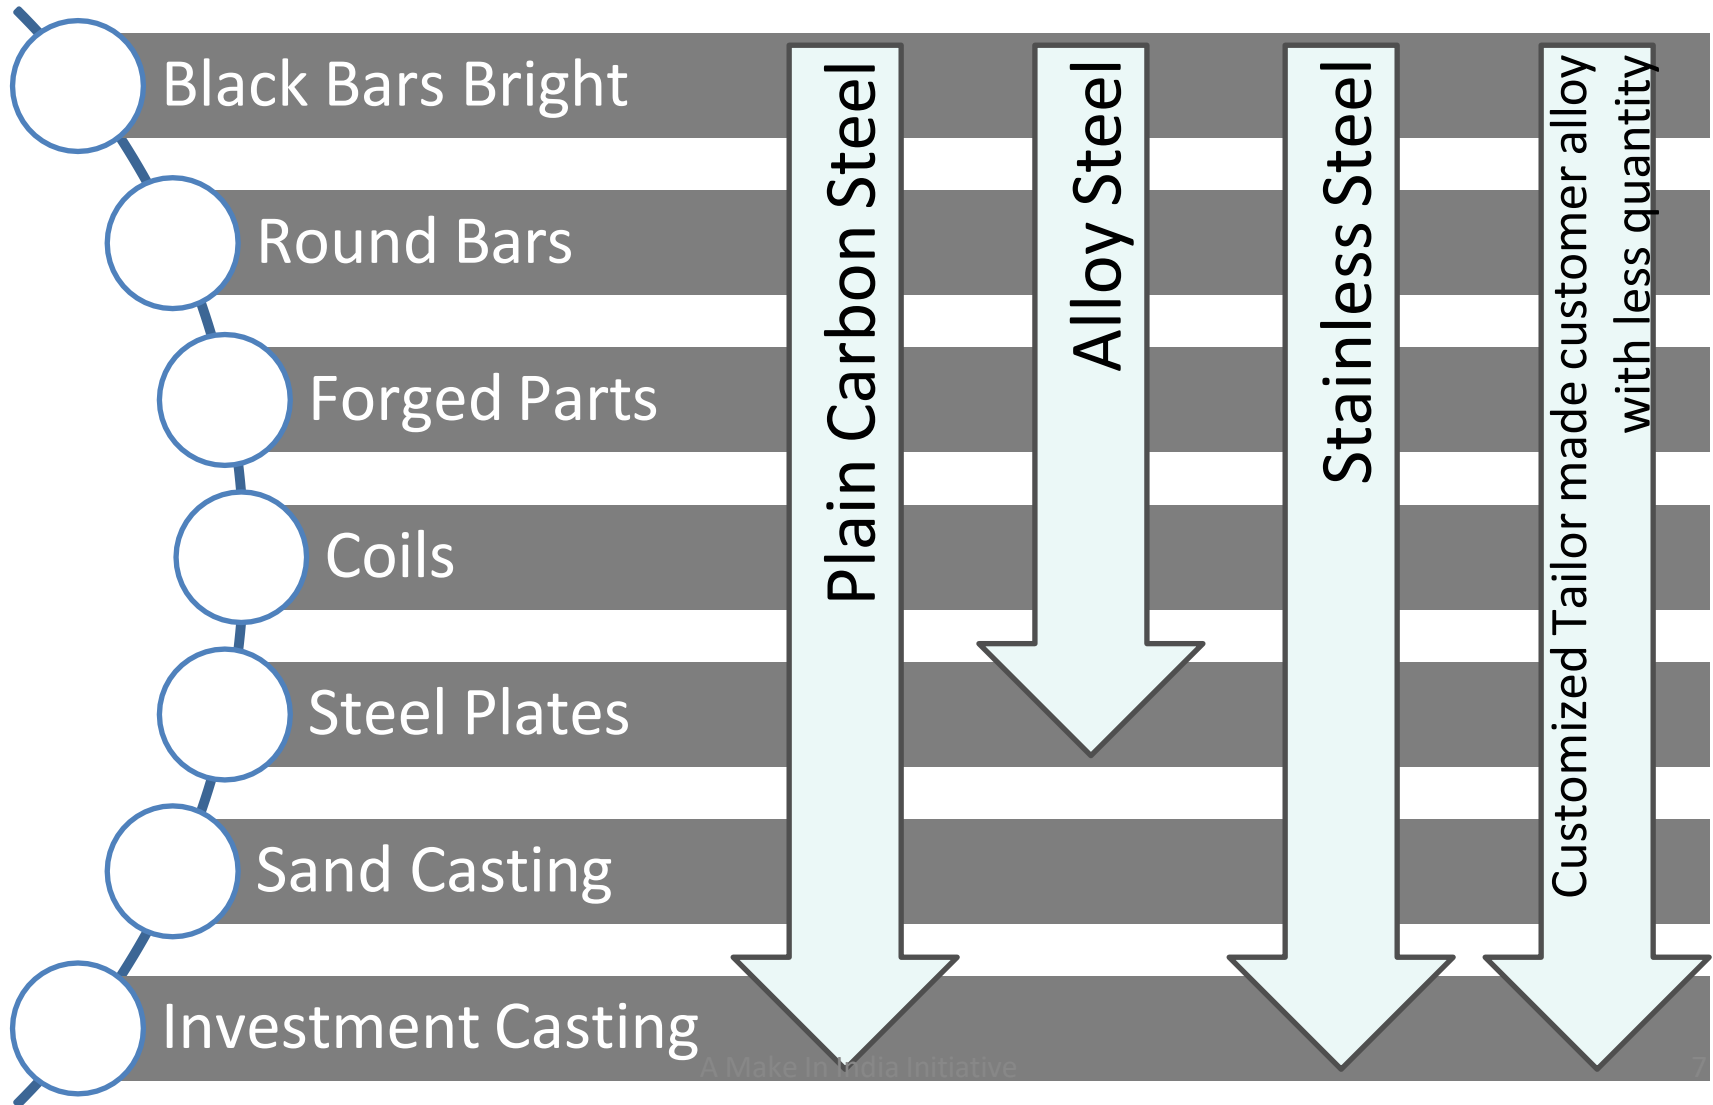 Black Bars Bright
Round Bars
Forged Parts
Coils
Steel Plates
Sand Casting
Investment Casting
Plain Carbon Steel
Alloy Steel
Stainless Steel
Customized Tailor made customer alloy
with less quantity
A Make In India Initiative
7